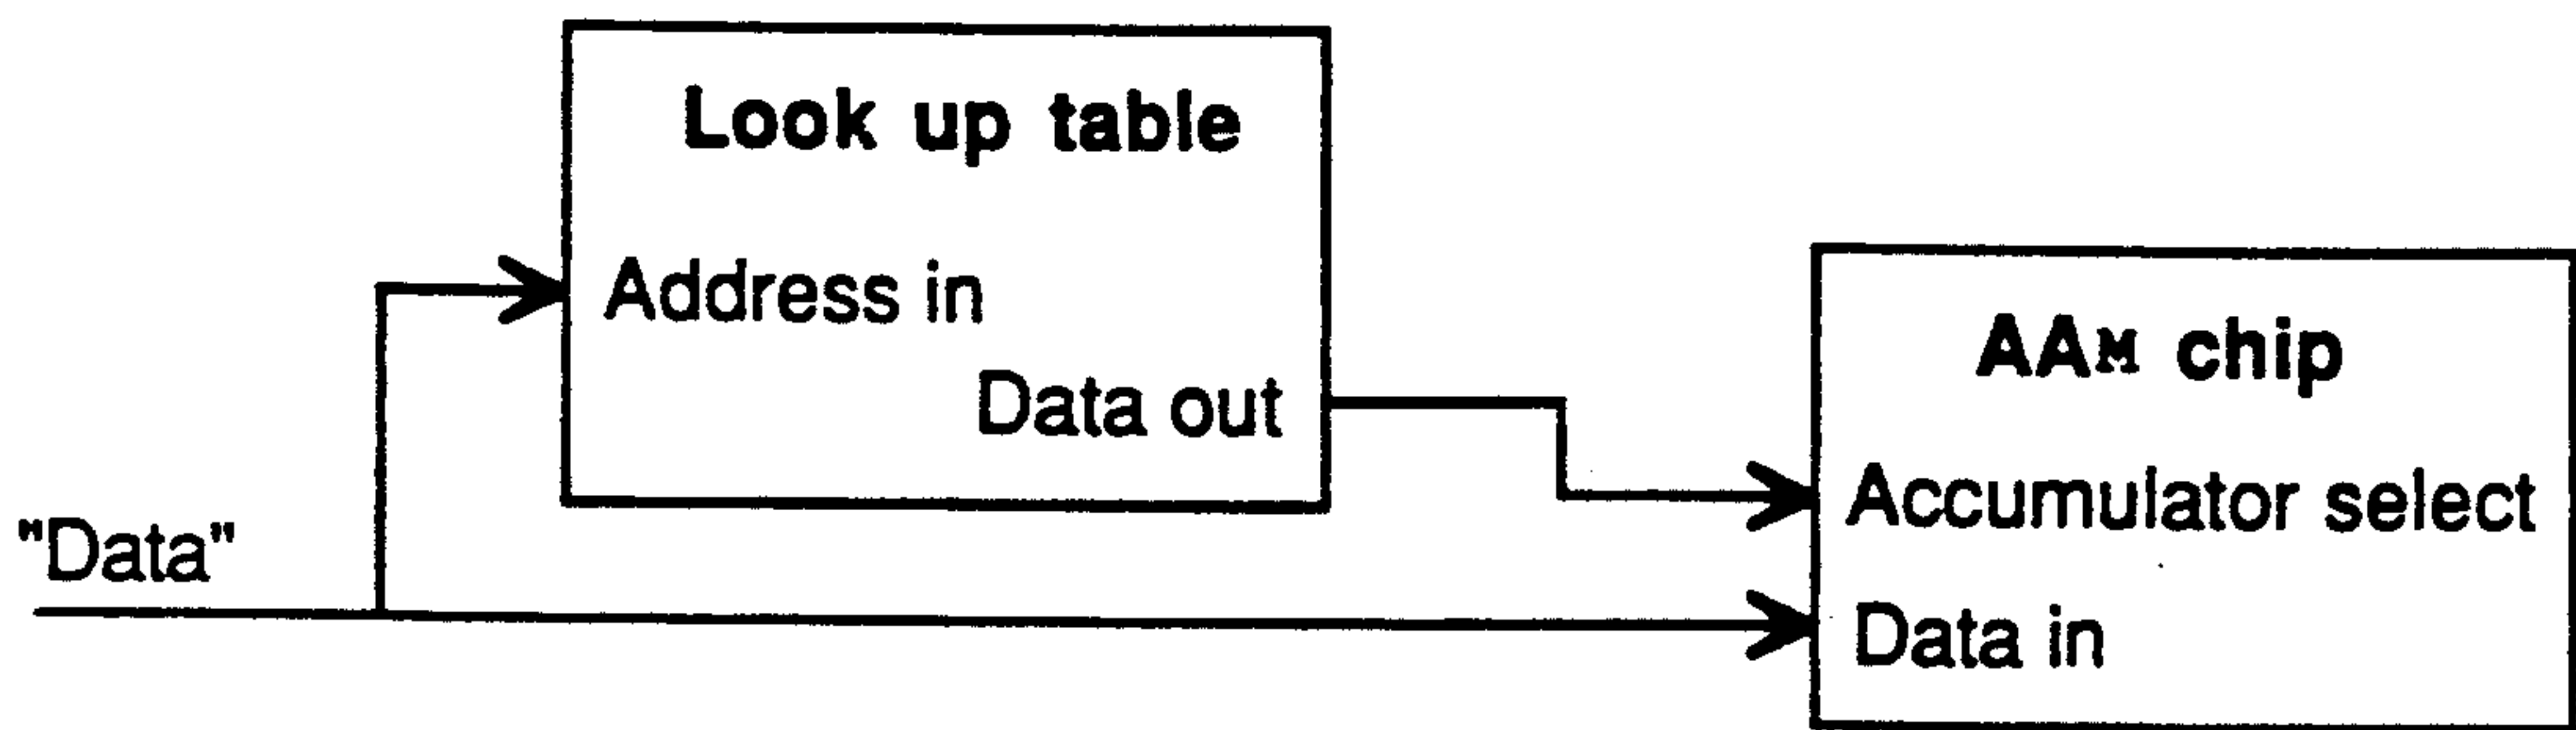 Look up table
Address in
Data out
AAM chip
Accumulator select
"Data"
Data in